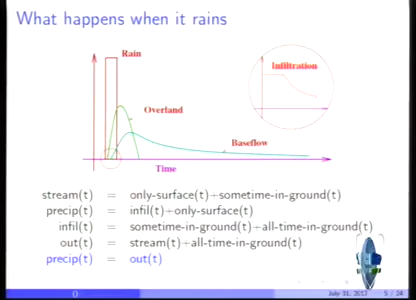 What happens when it rains
Rain
Infiltration
Overland
Baseflow
Time
stream(t) = only-surface(t)+sometime-in-ground(t)
precip(t) = infil(t)+only-surface(t)
infil(t) = sometime-in-ground(t)+all-time-in-ground(t)
out(t) = stream(t)+all-time-in-ground(t)
precip(t) = out(t)
July 31, 2017 5 / 24